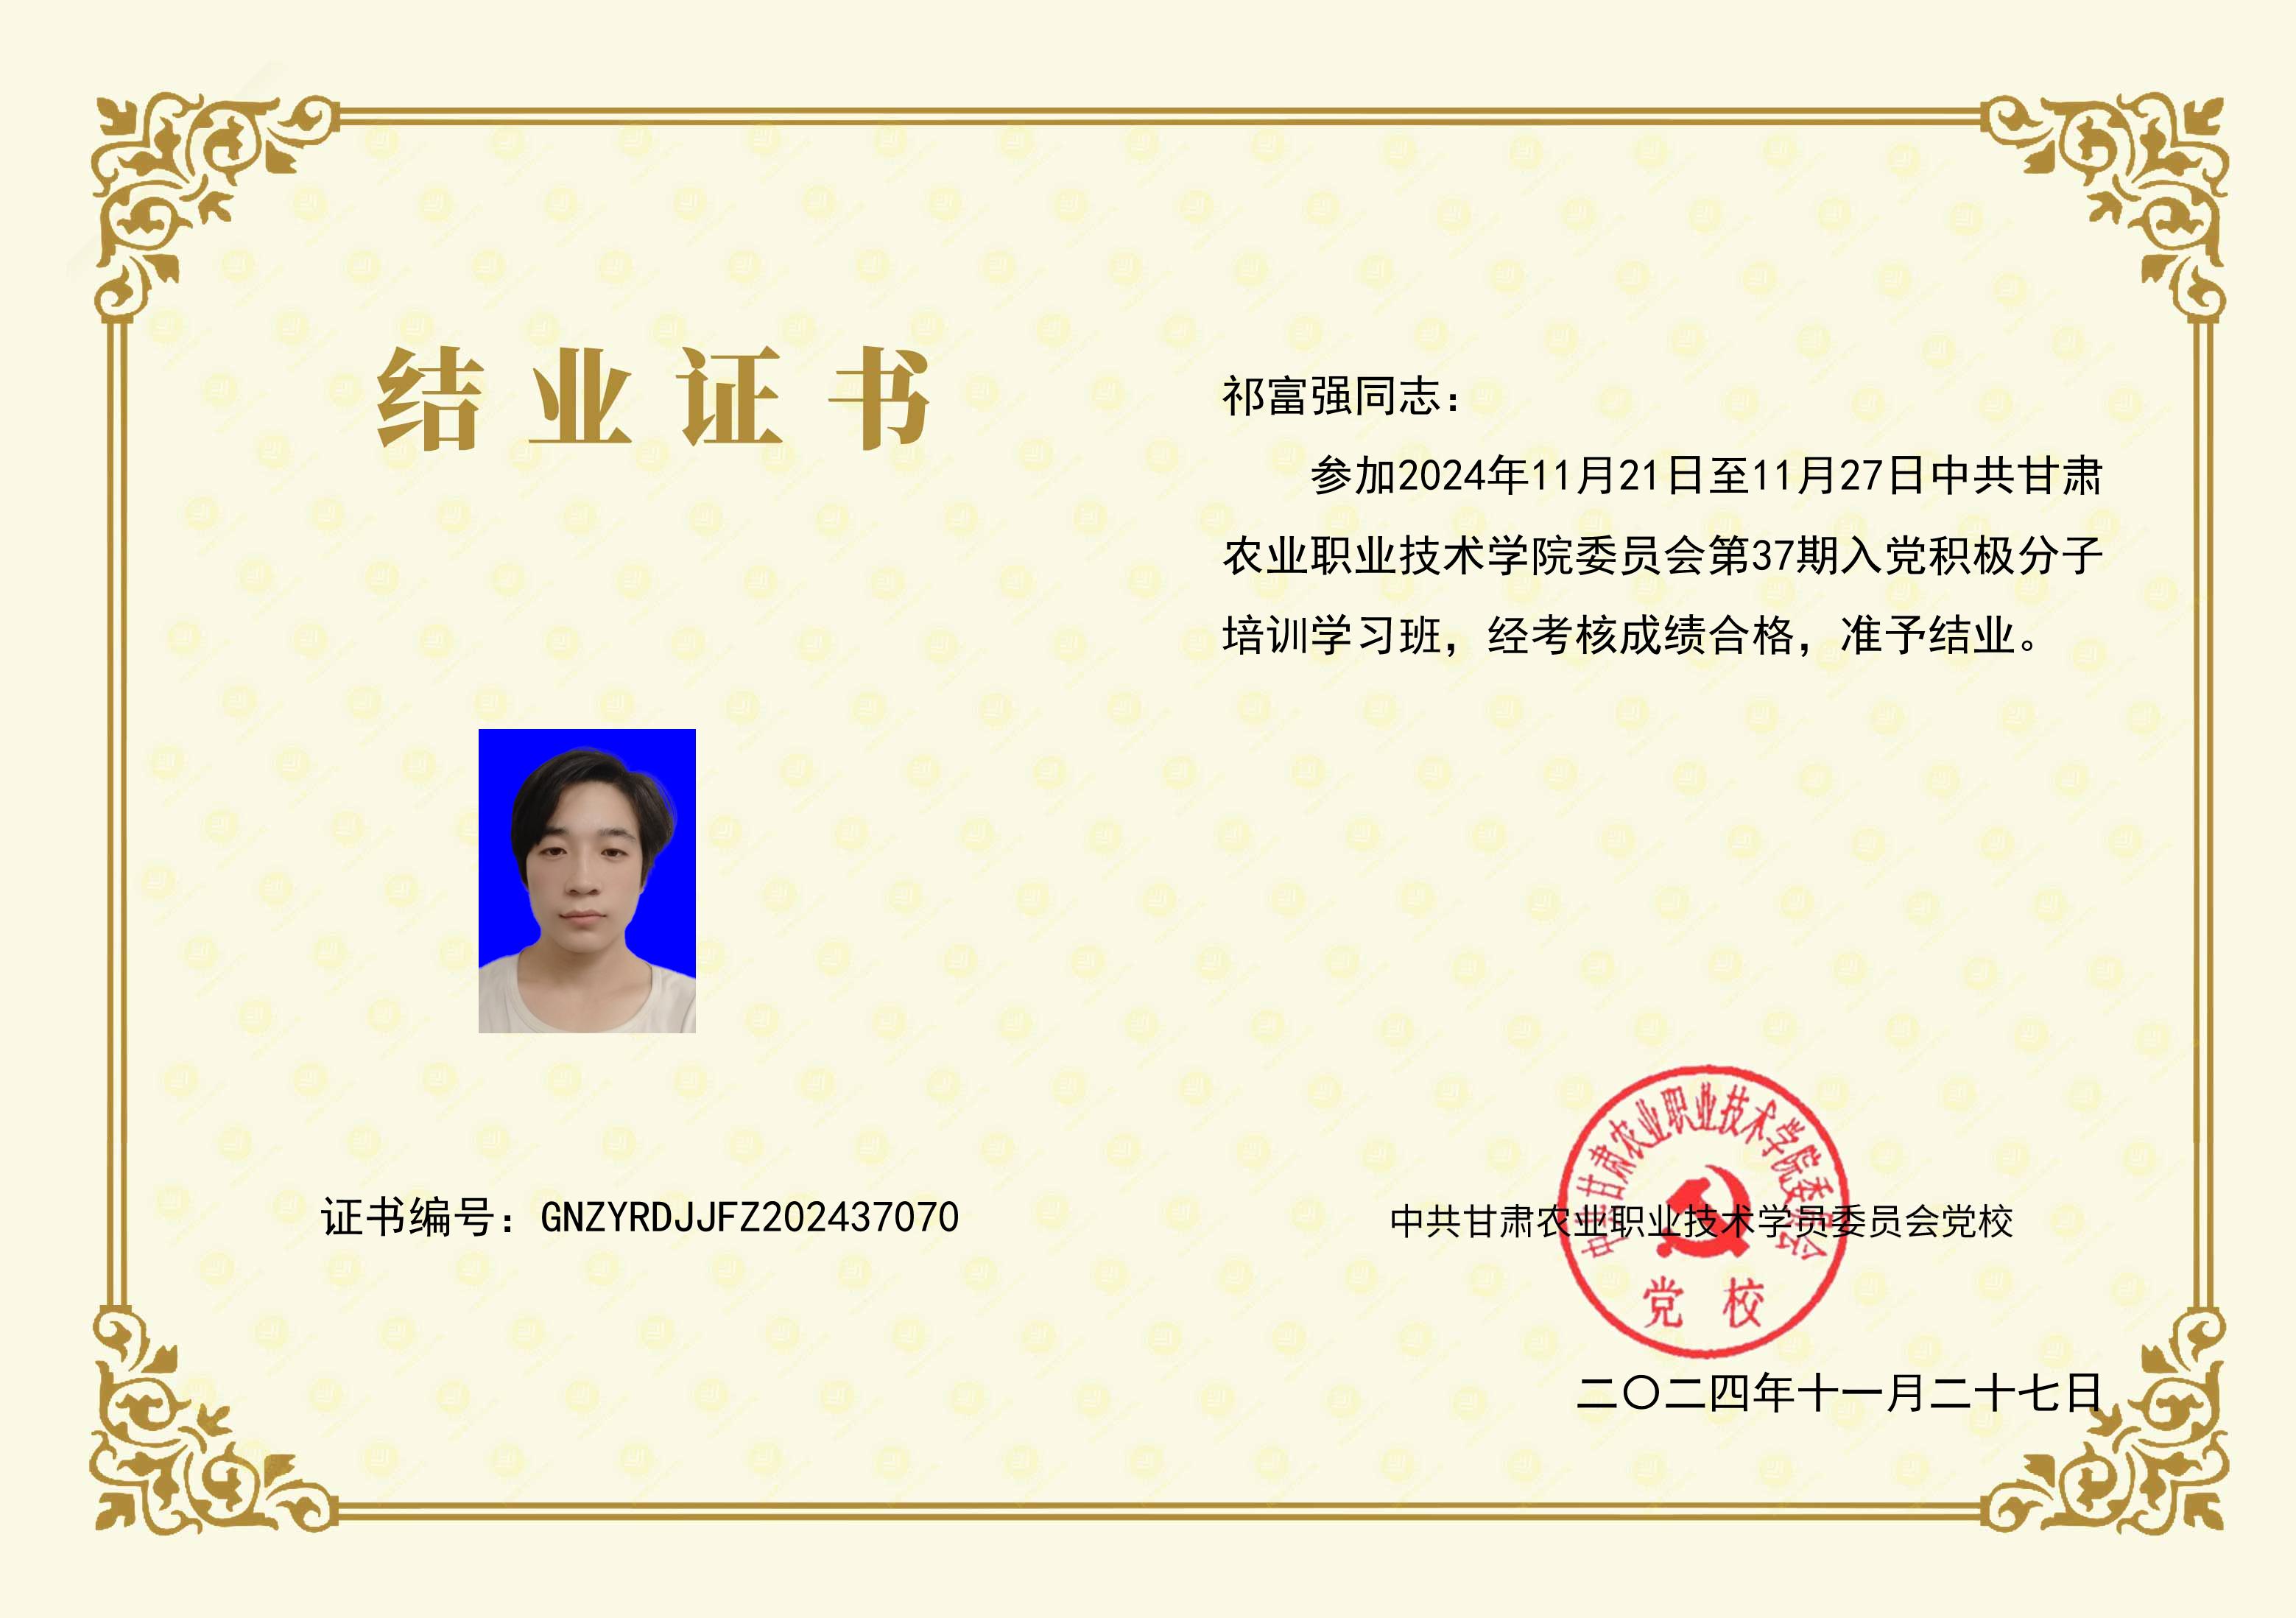 结业证书
祁富强同志：
参加2024年11月21日至11月27日中共甘肃
农业职业技术学院委员会第37期入党积极分子
培训学习班，经考核成绩合格，准予结业。
证书编号：GNZYRDJJFZ202437070
中共甘肃农业职业技术学员委员会党校
中共甘肃农业职业技术学院委员会
党校
二〇二四年十一月二十七日